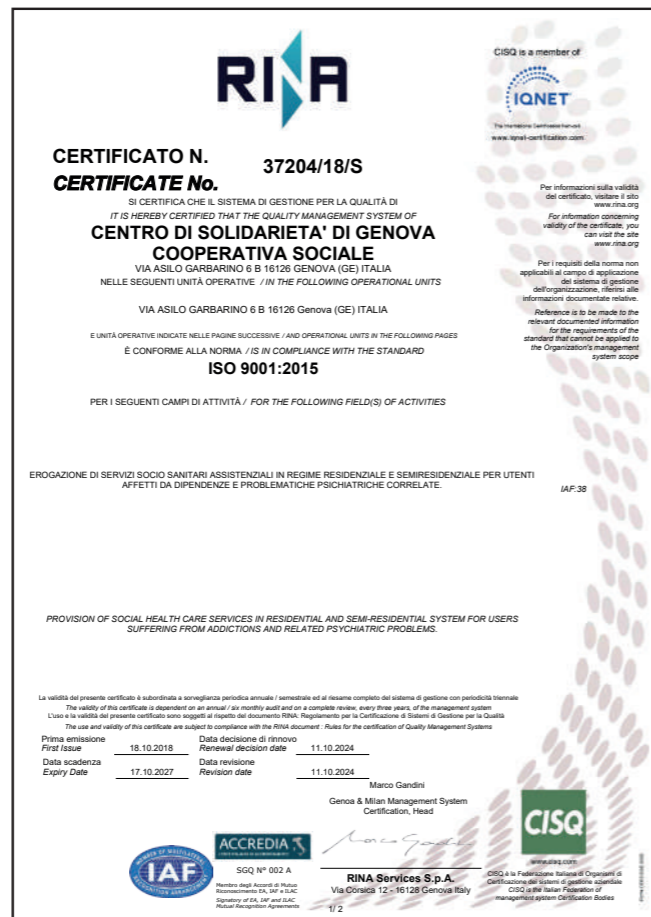 RINA
CISQ is a member of
IQNET
The International Certification Network
www.iqnet-certification.com
CERTIFICATO N.
37204/18/S
CERTIFICATE No.
SI CERTIFICA CHE IL SISTEMA DI GESTIONE PER LA QUALITÀ DI
IT IS HEREBY CERTIFIED THAT THE QUALITY MANAGEMENT SYSTEM OF
CENTRO DI SOLIDARIETA' DI GENOVA
COOPERATIVA SOCIALE
VIA ASILO GARBARINO 6 B 16126 GENOVA (GE) ITALIA
NELLE SEGUENTI UNITÀ OPERATIVE / IN THE FOLLOWING OPERATIONAL UNITS
VIA ASILO GARBARINO 6 B 16126 Genova (GE) ITALIA
E UNITÀ OPERATIVE INDICATE NELLE PAGINE SUCCESSIVE / AND OPERATIONAL UNITS IN THE FOLLOWING PAGES
È CONFORME ALLA NORMA / IS IN COMPLIANCE WITH THE STANDARD
ISO 9001:2015
PER I SEGUENTI CAMPI DI ATTIVITÀ / FOR THE FOLLOWING FIELD(S) OF ACTIVITIES
Per informazioni sulla validità
del certificato, visitare il sito
www.rina.org
For information concerning
validity of the certificate, you
can visit the site
www.rina.org
Per i requisiti della norma non
applicabili al campo di applicazione
del sistema di gestione
dell'organizzazione, riferirsi alle
informazioni documentate relative.
Reference is to be made to the
relevant documented information
for the requirements of the
standard that cannot be applied to
the Organization's management
system scope
EROGAZIONE DI SERVIZI SOCIO SANITARI ASSISTENZIALI IN REGIME RESIDENZIALE E SEMIRESIDENZIALE PER UTENTI
AFFETTI DA DIPENDENZE E PROBLEMATICHE PSICHIATRICHE CORRELATE.
IAF:38
PROVISION OF SOCIAL HEALTH CARE SERVICES IN RESIDENTIAL AND SEMI-RESIDENTIAL SYSTEM FOR USERS
SUFFERING FROM ADDICTIONS AND RELATED PSYCHIATRIC PROBLEMS.
La validità del presente certificato è subordinata a sorveglianza periodica annuale / semestrale ed al riesame completo del sistema di gestione con periodicità triennale
The validity of this certificate is dependent on an annual / six monthly audit and on a complete review, every three years, of the management system
L'uso e la validità del presente certificato sono soggetti al rispetto del documento RINA: Regolamento per la Certificazione di Sistemi di Gestione per la Qualità
The use and validity of this certificate are subject to compliance with the RINA document : Rules for the certification of Quality Management Systems
Prima emissione
First Issue 18.10.2018
Data decisione di rinnovo
Renewal decision date 11.10.2024
Data scadenza
Expiry Date 17.10.2027
Data revisione
Revision date 11.10.2024
Marco Gandini
Genoa & Milan Management System
Certification, Head
MEMBER OF MULTILATERAL
IAF
RECOGNITION ARRANGEMENT
ACCREDIA
SGQ N° 002 A
Membro degli Accordi di Mutuo
Riconoscimento EA, IAF e ILAC
Signatory of EA, IAF and ILAC
Mutual Recognition Agreements
RINA Services S.p.A.
Via Corsica 12 - 16128 Genova Italy
1/ 2
CISQ
www.cisq.com
CISQ è la Federazione Italiana di Organismi di
Certificazione dei sistemi di gestione aziendale
CISQ is the Italian Federation of
management system Certification Bodies